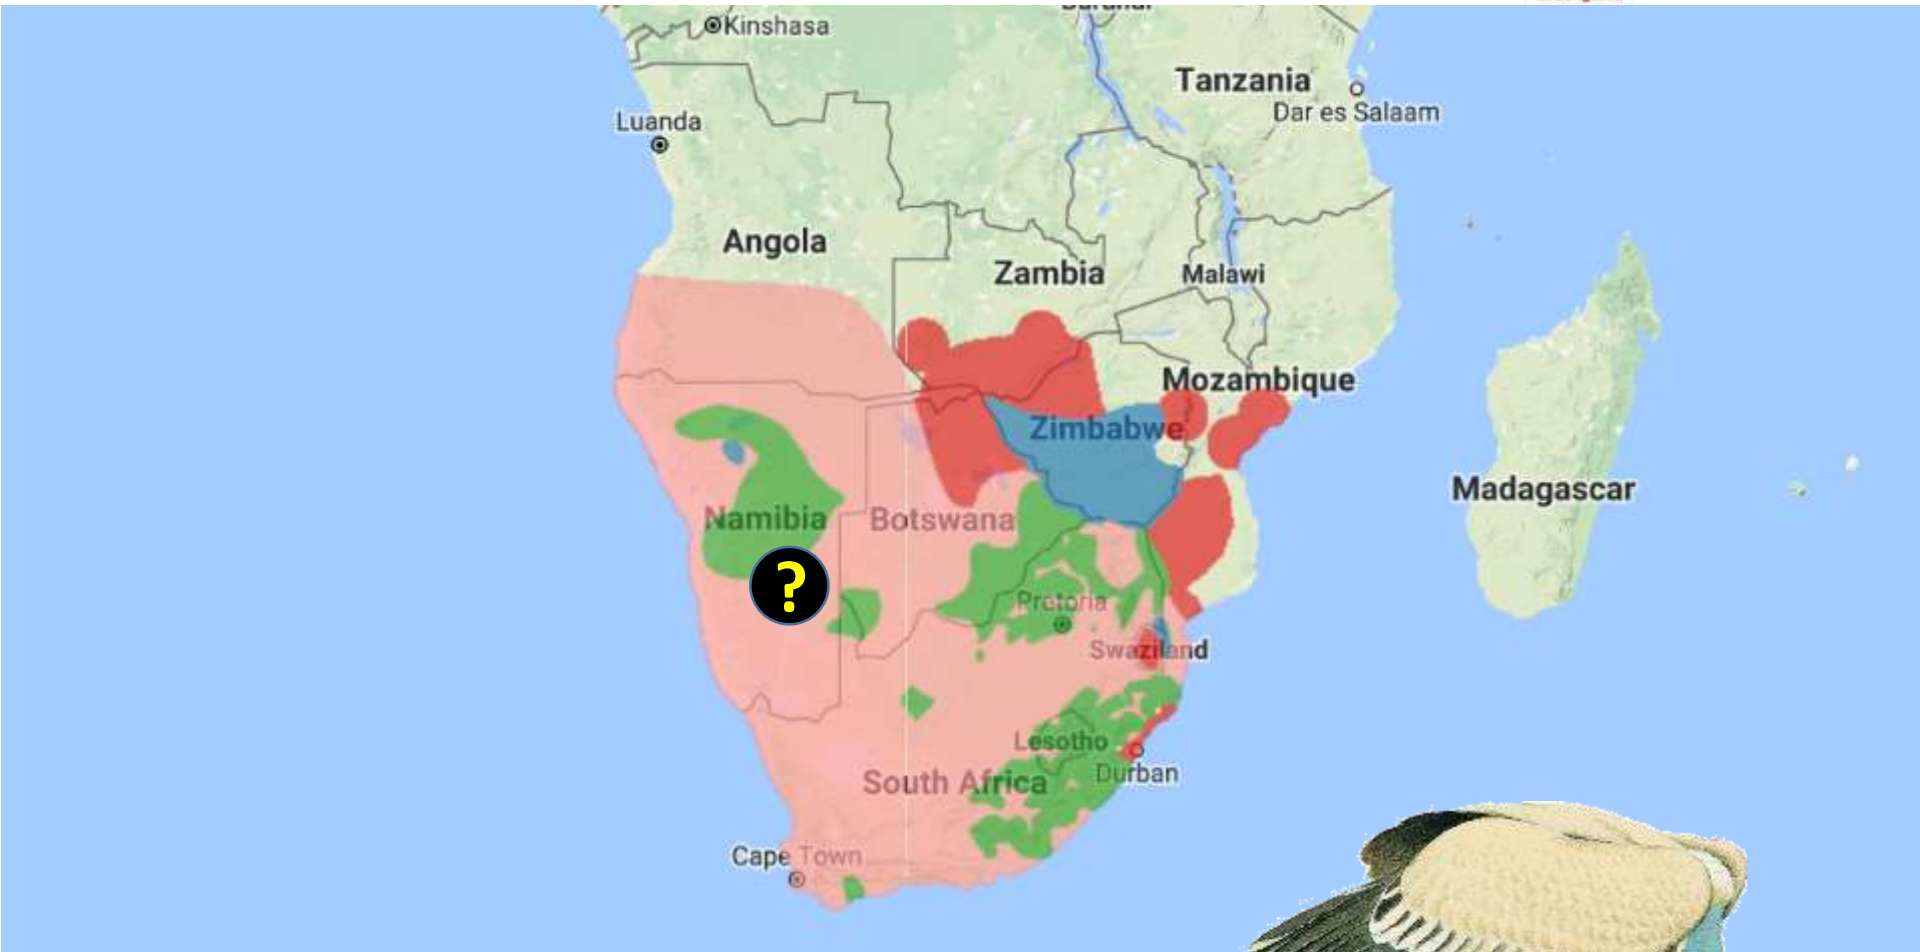 Kinshasa
Tanzania
Dar es Salaam
Luanda
Angola
Zambia
Malawi
Mozambique
Zimbabwe
Madagascar
Namibia
Botswana
?
Pretoria
Swaziland
Lesotho
Durban
South Africa
Cape Town